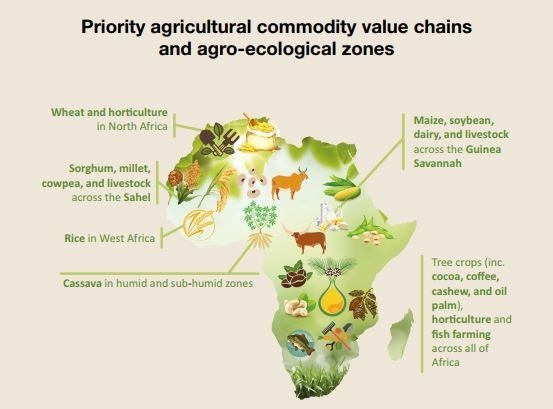 Priority agricultural commodity value chains
and agro-ecological zones
Wheat and horticulture
in North Africa
Sorghum, millet,
cowpea, and livestock
across the Sahel
Rice in West Africa
Cassava in humid and sub-humid zones
Maize, soybean,
dairy, and livestock
across the Guinea
Savannah
Tree crops (inc.
cocoa, coffee,
cashew, and oil
palm),
horticulture and
fish farming
across all of
Africa